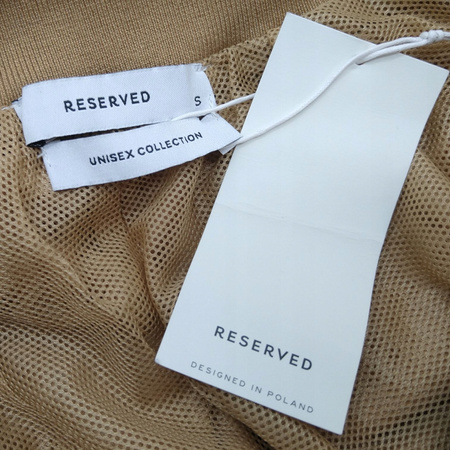 RESERVED S
UNISEX COLLECTION
RESERVED
DESIGNED IN POLAND